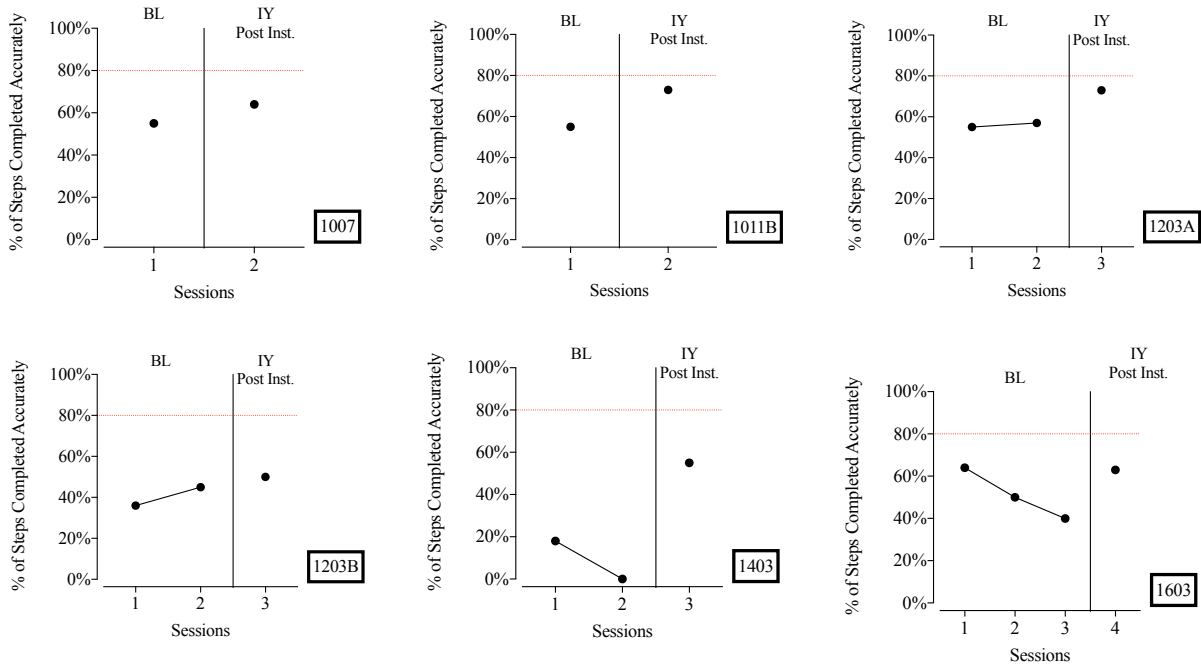 BL
IY
Post Inst.
% of Steps Completed Accurately
100%
80%
60%
40%
20%
0%
1 2
Sessions
1007
BL
IY
Post Inst.
% of Steps Completed Accurately
100%
80%
60%
40%
20%
0%
1 2
Sessions
1011B
BL
IY
Post Inst.
% of Steps Completed Accurately
100%
80%
60%
40%
20%
0%
1 2 3
Sessions
1203A
BL
IY
Post Inst.
% of Steps Completed Accurately
100%
80%
60%
40%
20%
0%
1 2 3
Sessions
1203B
BL
IY
Post Inst.
% of Steps Completed Accurately
100%
80%
60%
40%
20%
0%
1 2 3
Sessions
1403
BL
IY
Post Inst.
% of Steps Completed Accurately
100%
80%
60%
40%
20%
0%
1 2 3 4
Sessions
1603